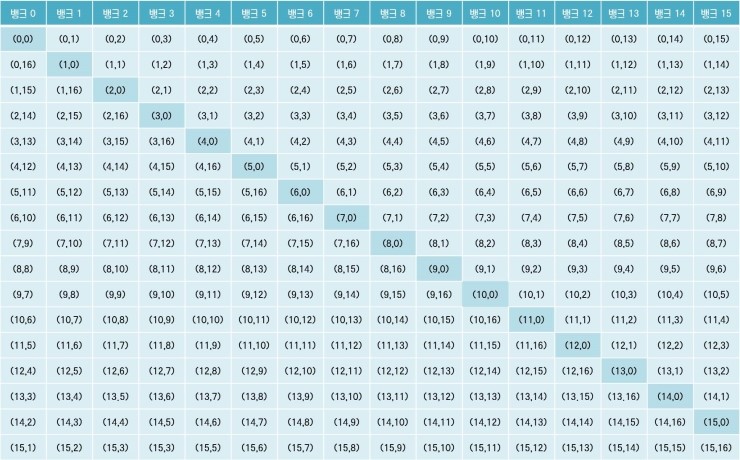 뱅크 0 뱅크 1 뱅크 2 뱅크 3 뱅크 4 뱅크 5 뱅크 6 뱅크 7 뱅크 8 뱅크 9 뱅크 10 뱅크 11 뱅크 12 뱅크 13 뱅크 14 뱅크 15
(0,0) (0,1) (0,2) (0,3) (0,4) (0,5) (0,6) (0,7) (0,8) (0,9) (0,10) (0,11) (0,12) (0,13) (0,14) (0,15)
(0,16) (1,0) (1,1) (1,2) (1,3) (1,4) (1,5) (1,6) (1,7) (1,8) (1,9) (1,10) (1,11) (1,12) (1,13) (1,14)
(1,15) (1,16) (2,0) (2,1) (2,2) (2,3) (2,4) (2,5) (2,6) (2,7) (2,8) (2,9) (2,10) (2,11) (2,12) (2,13)
(2,14) (2,15) (2,16) (3,0) (3,1) (3,2) (3,3) (3,4) (3,5) (3,6) (3,7) (3,8) (3,9) (3,10) (3,11) (3,12)
(3,13) (3,14) (3,15) (3,16) (4,0) (4,1) (4,2) (4,3) (4,4) (4,5) (4,6) (4,7) (4,8) (4,9) (4,10) (4,11)
(4,12) (4,13) (4,14) (4,15) (4,16) (5,0) (5,1) (5,2) (5,3) (5,4) (5,5) (5,6) (5,7) (5,8) (5,9) (5,10)
(5,11) (5,12) (5,13) (5,14) (5,15) (5,16) (6,0) (6,1) (6,2) (6,3) (6,4) (6,5) (6,6) (6,7) (6,8) (6,9)
(6,10) (6,11) (6,12) (6,13) (6,14) (6,15) (6,16) (7,0) (7,1) (7,2) (7,3) (7,4) (7,5) (7,6) (7,7) (7,8)
(7,9) (7,10) (7,11) (7,12) (7,13) (7,14) (7,15) (7,16) (8,0) (8,1) (8,2) (8,3) (8,4) (8,5) (8,6) (8,7)
(8,8) (8,9) (8,10) (8,11) (8,12) (8,13) (8,14) (8,15) (8,16) (9,0) (9,1) (9,2) (9,3) (9,4) (9,5) (9,6)
(9,7) (9,8) (9,9) (9,10) (9,11) (9,12) (9,13) (9,14) (9,15) (9,16) (10,0) (10,1) (10,2) (10,3) (10,4) (10,5)
(10,6) (10,7) (10,8) (10,9) (10,10) (10,11) (10,12) (10,13) (10,14) (10,15) (10,16) (11,0) (11,1) (11,2) (11,3) (11,4)
(11,5) (11,6) (11,7) (11,8) (11,9) (11,10) (11,11) (11,12) (11,13) (11,14) (11,15) (11,16) (12,0) (12,1) (12,2) (12,3)
(12,4) (12,5) (12,6) (12,7) (12,8) (12,9) (12,10) (12,11) (12,12) (12,13) (12,14) (12,15) (12,16) (13,0) (13,1) (13,2)
(13,3) (13,4) (13,5) (13,6) (13,7) (13,8) (13,9) (13,10) (13,11) (13,12) (13,13) (13,14) (13,15) (13,16) (14,0) (14,1)
(14,2) (14,3) (14,4) (14,5) (14,6) (14,7) (14,8) (14,9) (14,10) (14,11) (14,12) (14,13) (14,14) (14,15) (14,16) (15,0)
(15,1) (15,2) (15,3) (15,3) (15,5) (15,6) (15,7) (15,8) (15,9) (15,10) (15,11) (15,12) (15,13) (15,14) (15,15) (15,16)